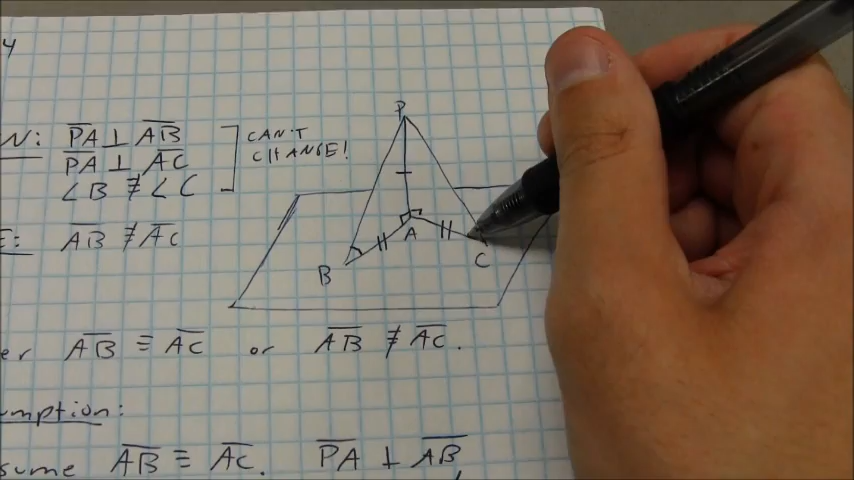 4
N: PA ⊥ AB
PA ⊥ AC
∠B ≢ ∠C
CAN'T
CHANGE!
E: AB ≢ AC
P
A
B
C
er AB ≡ AC or AB ≢ AC.
umption:
sume AB ≡ AC. PA ⊥ AB